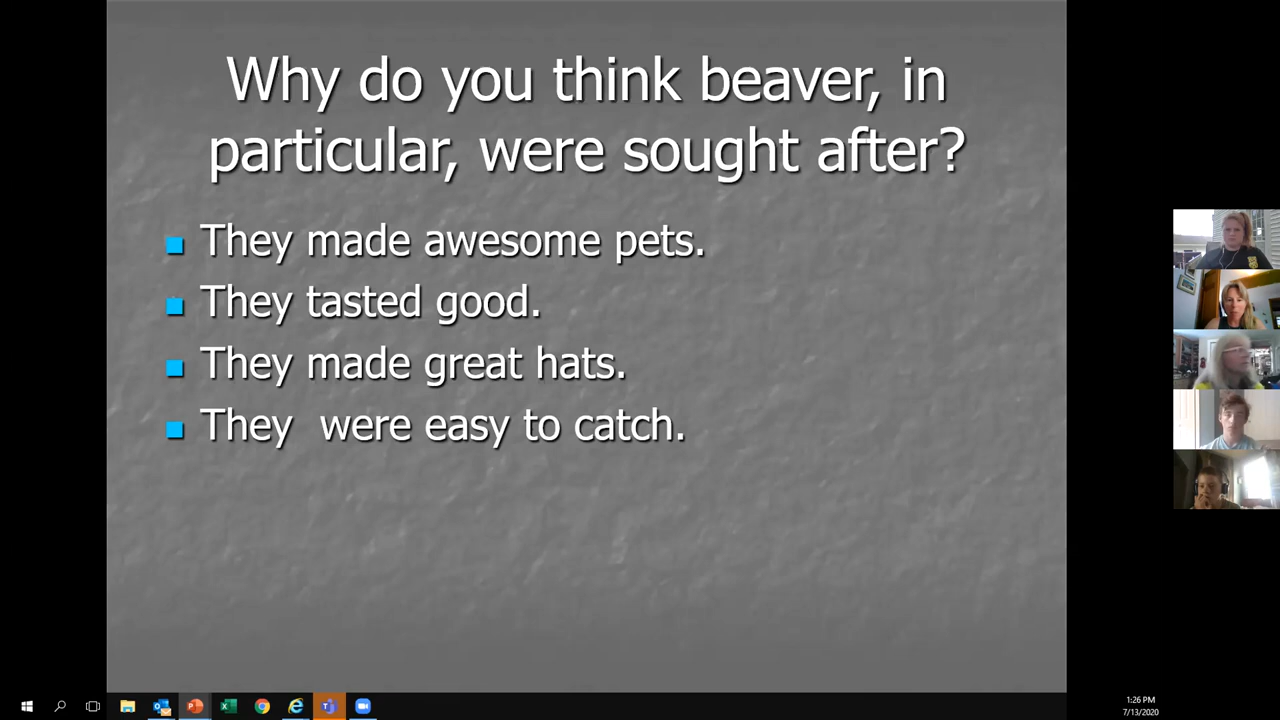 Why do you think beaver, in
particular, were sought after?
They made awesome pets.
They tasted good.
They made great hats.
They  were easy to catch.
1:26 PM
7/13/2020